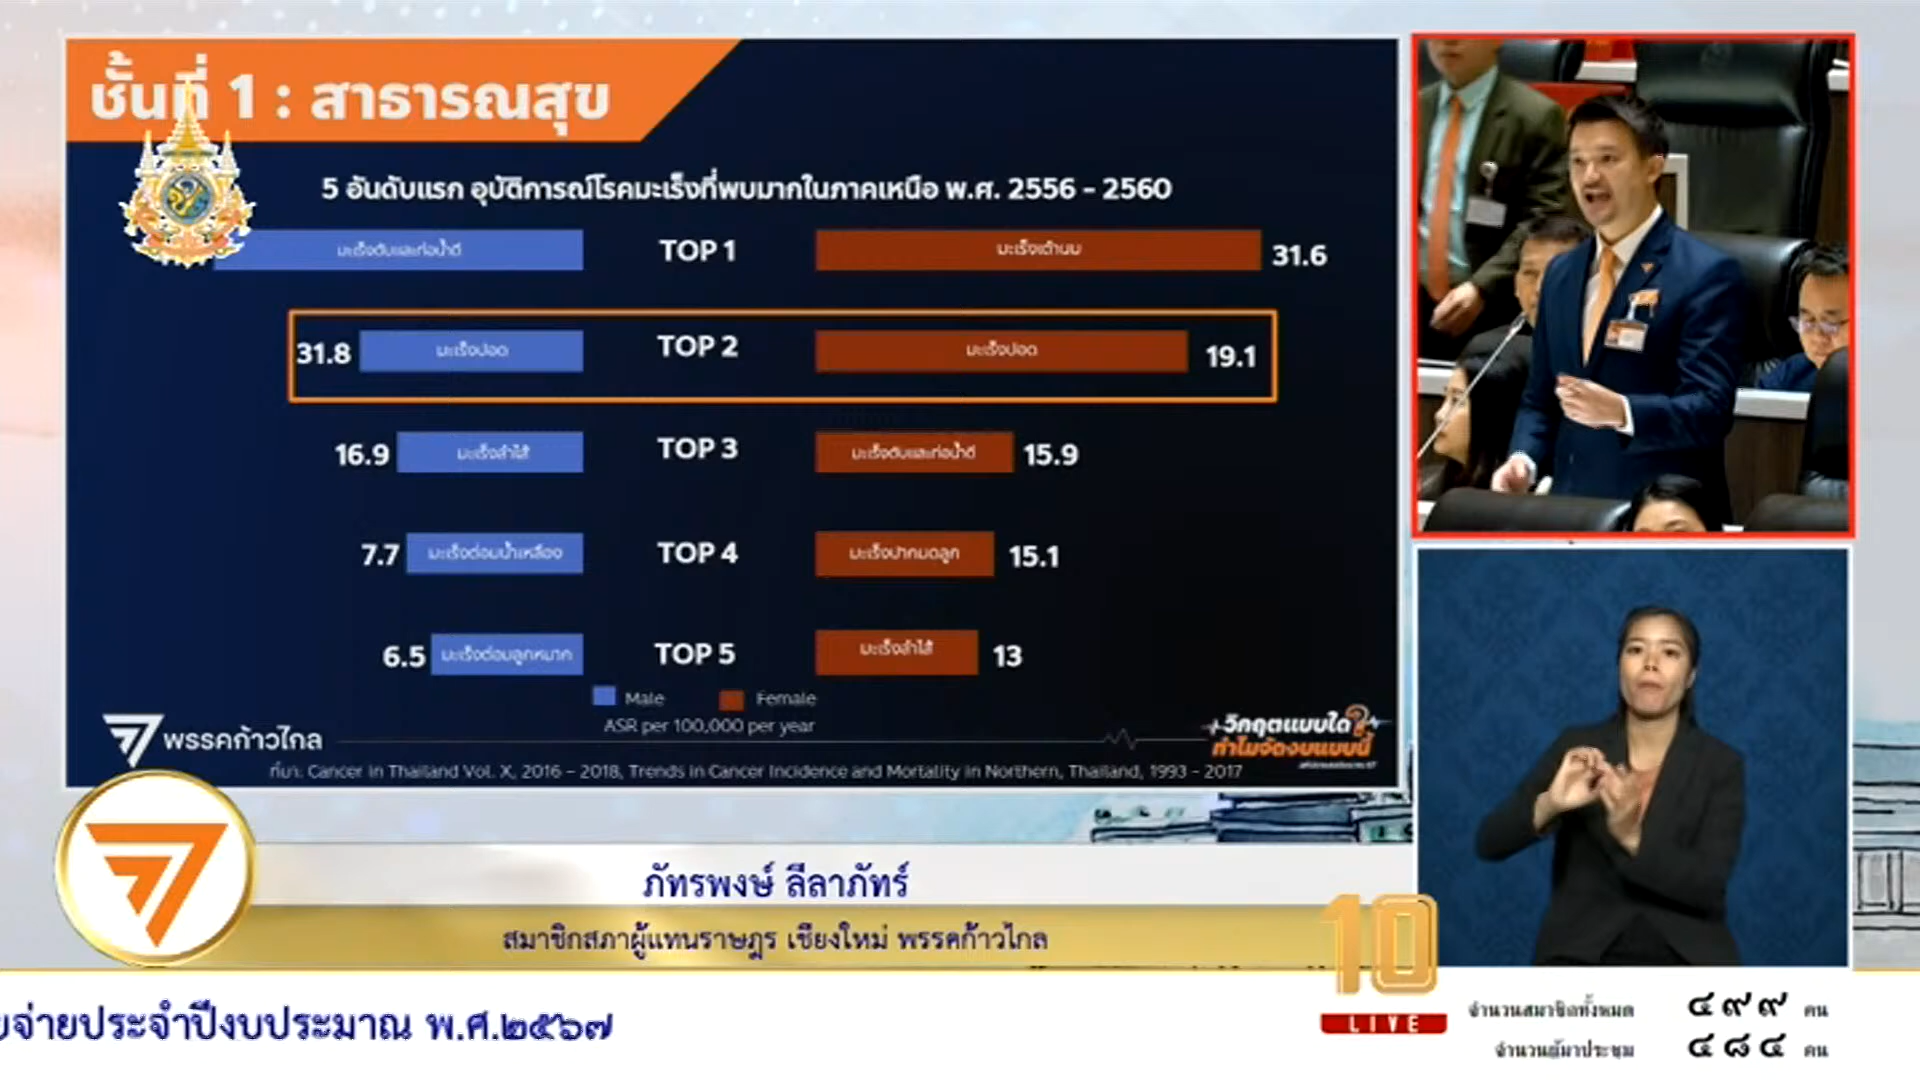 ชั้นที่ 1 : สาธารณสุข
5 อันดับแรก อุบัติการณ์โรคมะเร็งที่พบมากในภาคเหนือ พ.ศ. 2556 - 2560
มะเร็งตับและท่อน้ำดี TOP 1 มะเร็งเต้านม 31.6
31.8 มะเร็งปอด TOP 2 มะเร็งปอด 19.1
16.9 มะเร็งลำไส้ TOP 3 มะเร็งตับและท่อน้ำดี 15.9
7.7 มะเร็งต่อมน้ำเหลือง TOP 4 มะเร็งปากมดลูก 15.1
6.5 มะเร็งต่อมลูกหมาก TOP 5 มะเร็งลำไส้ 13
Male Female
ASR per 100,000 per year
พรรคก้าวไกล
วิกฤตแบบใด?
ทำไมจัดงบแบบนี้
ที่มา: Cancer in Thailand Vol. X, 2016 - 2018, Trends in Cancer Incidence and Mortality in Northern, Thailand, 1993 - 2017
ภัทรพงษ์ ลีลาภัทร์
สมาชิกสภาผู้แทนราษฎร เชียงใหม่ พรรคก้าวไกล
10
LIVE
จ่ายประจำปีงบประมาณ พ.ศ.๒๕๖๗
จำนวนสมาชิกทั้งหมด ๔๙๙ คน
จำนวนผู้มาประชุม ๔๘๔ คน